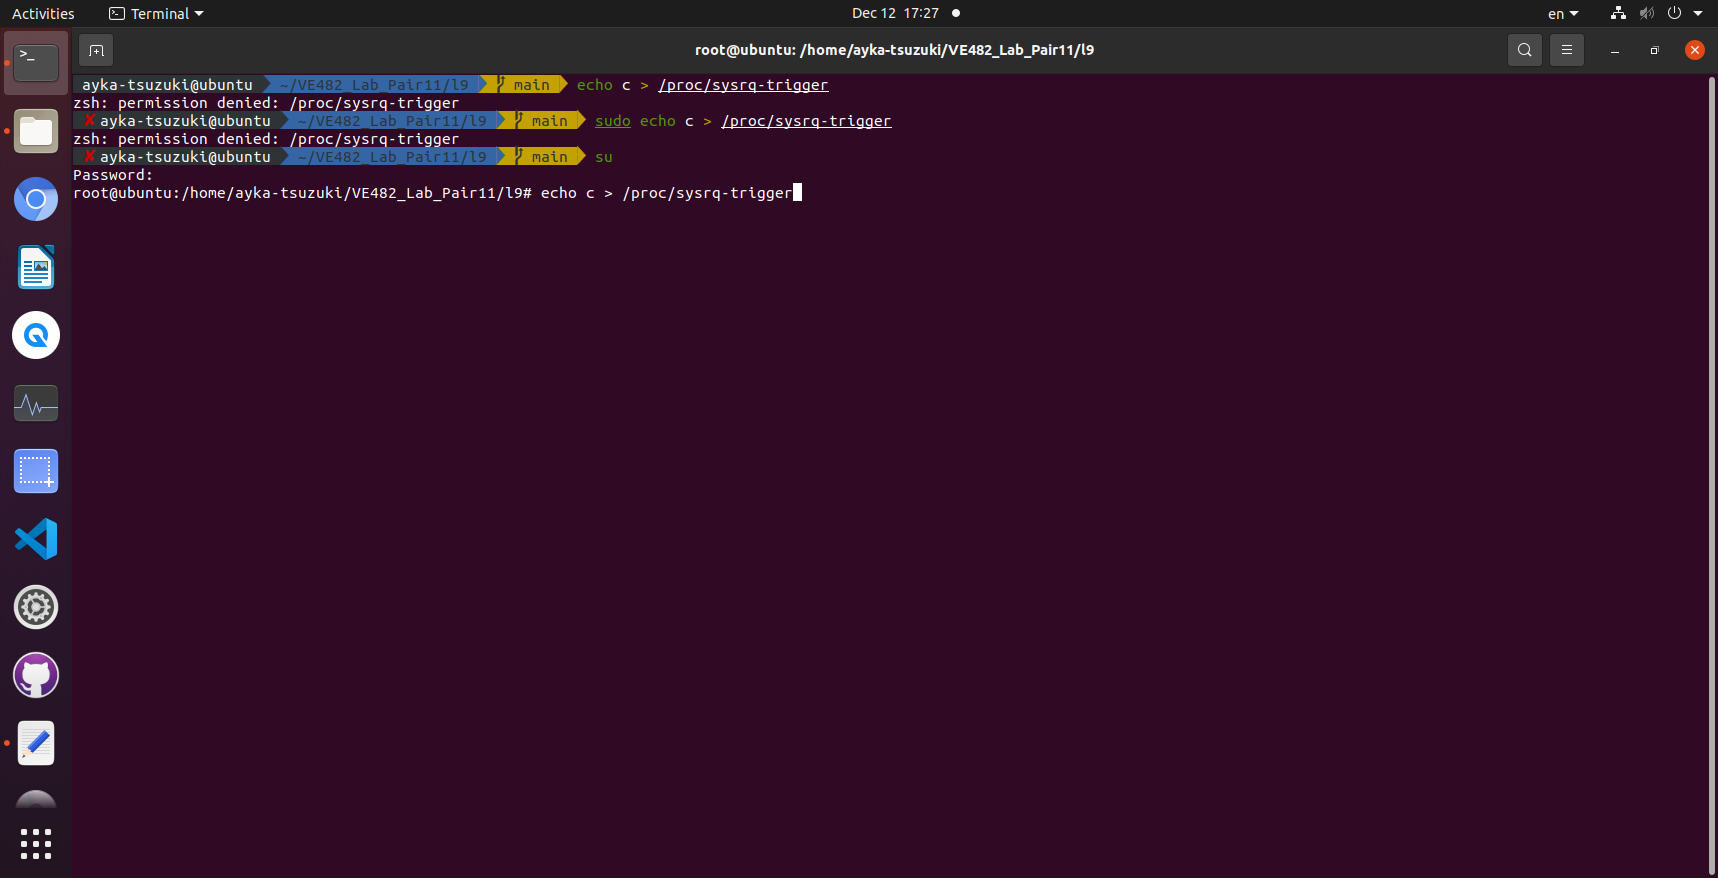 Activities Terminal Dec 12 17:27 en
root@ubuntu: /home/ayka-tsuzuki/VE482_Lab_Pair11/l9
ayka-tsuzuki@ubuntu ~/VE482_Lab_Pair11/l9 main echo c > /proc/sysrq-trigger
zsh: permission denied: /proc/sysrq-trigger
✘ ayka-tsuzuki@ubuntu ~/VE482_Lab_Pair11/l9 main sudo echo c > /proc/sysrq-trigger
zsh: permission denied: /proc/sysrq-trigger
✘ ayka-tsuzuki@ubuntu ~/VE482_Lab_Pair11/l9 main su
Password:
root@ubuntu:/home/ayka-tsuzuki/VE482_Lab_Pair11/l9# echo c > /proc/sysrq-trigger